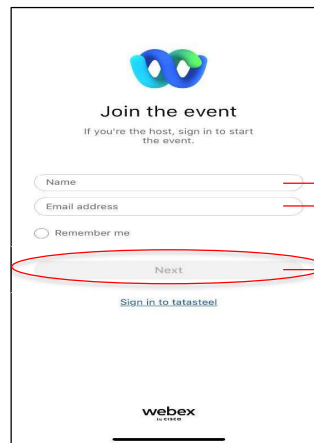 Join the event
If you're the host, sign in to start
the event.
Name
Email address
Remember me
Next
Sign in to tatasteel
webex
by CISCO